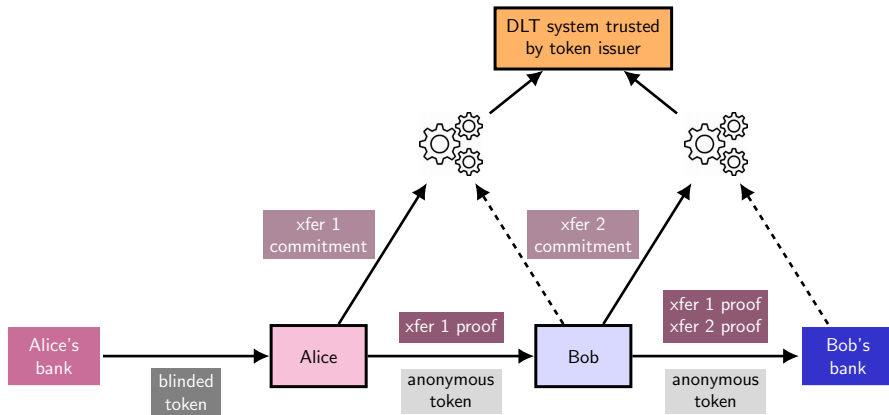 DLT system trusted
by token issuer
xfer 1
commitment
xfer 2
commitment
Alice's
bank
blinded
token
Alice
xfer 1 proof
anonymous
token
Bob
xfer 1 proof
xfer 2 proof
anonymous
token
Bob's
bank